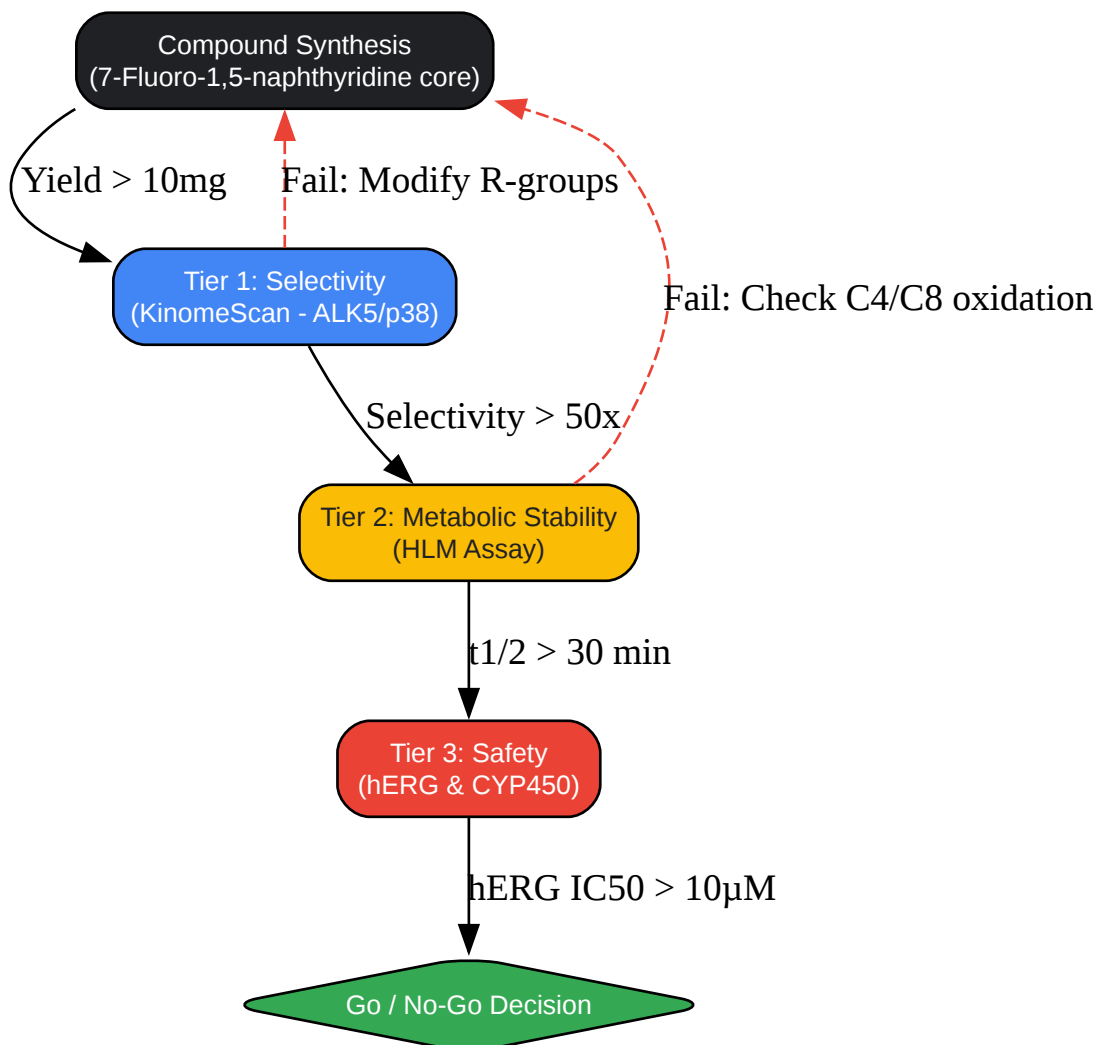 Compound Synthesis
(7-Fluoro-1,5-naphthyridine core)
Yield > 10mg
Fail: Modify R-groups
Tier 1: Selectivity
(KinomeScan - ALK5/p38)
Fail: Check C4/C8 oxidation
Selectivity > 50x
Tier 2: Metabolic Stability
(HLM Assay)
t1/2 > 30 min
Tier 3: Safety
(hERG & CYP450)
hERG IC50 > 10µM
Go / No-Go Decision